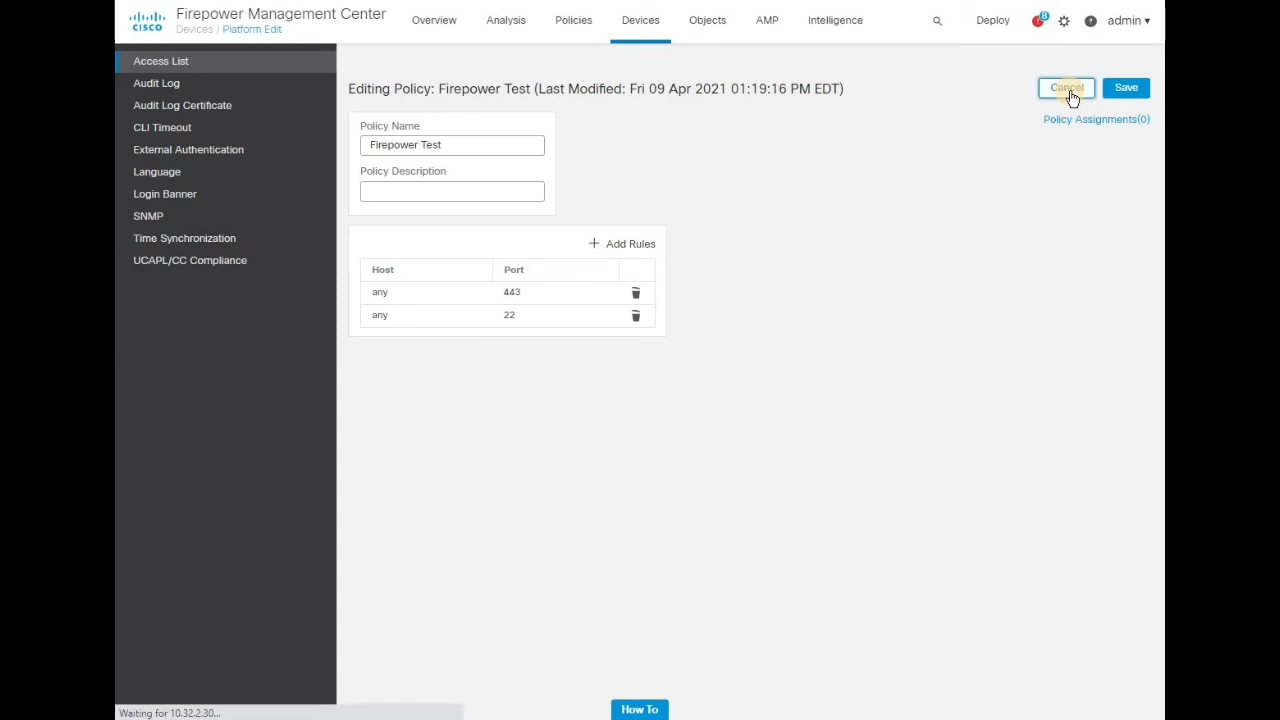 cisco
Firepower Management Center
Devices / Platform Edit
Overview
Analysis
Policies
Devices
Objects
AMP
Intelligence
Deploy
8
?
admin ▾
Access List
Audit Log
Audit Log Certificate
CLI Timeout
External Authentication
Language
Login Banner
SNMP
Time Synchronization
UCAPL/CC Compliance
Editing Policy: Firepower Test (Last Modified: Fri 09 Apr 2021 01:19:16 PM EDT)
Cancel
Save
Policy Assignments(0)
Policy Name
Firepower Test
Policy Description
+ Add Rules
Host Port
any 443
any 22
Waiting for 10.32.2.30...
How To